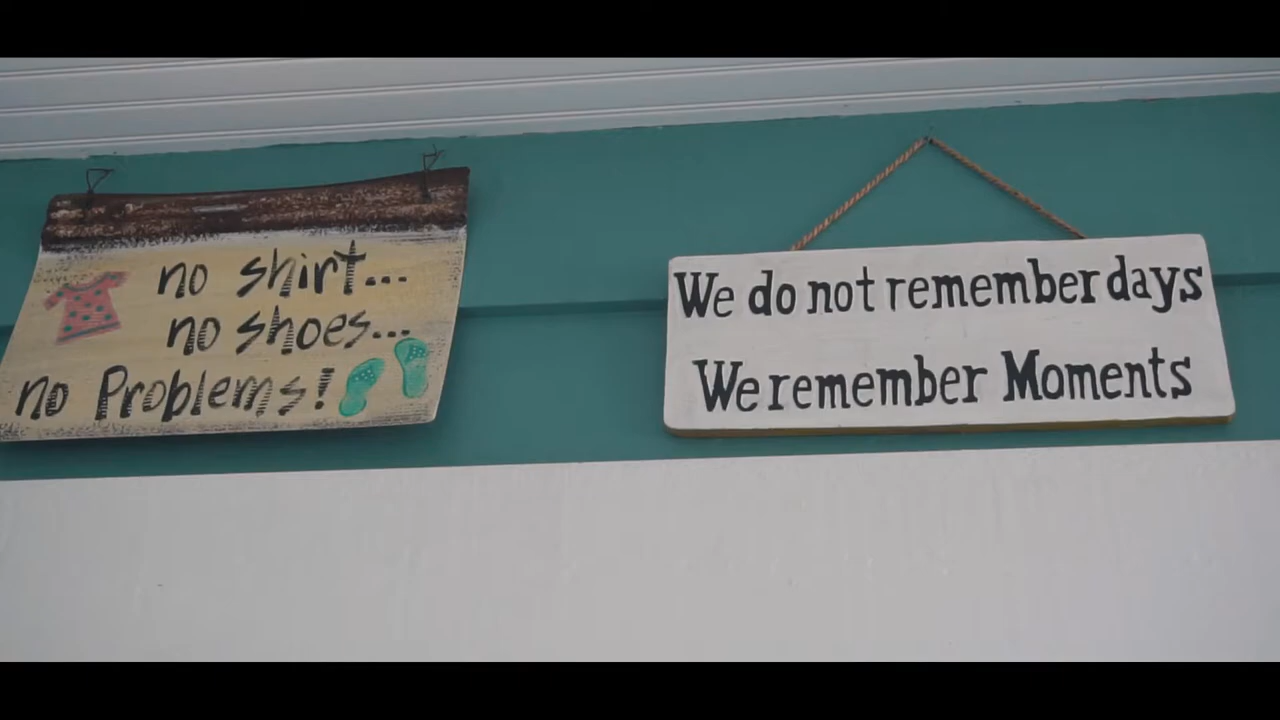 no shirt...
no shoes...
no Problems!
We do not remember days
We remember Moments